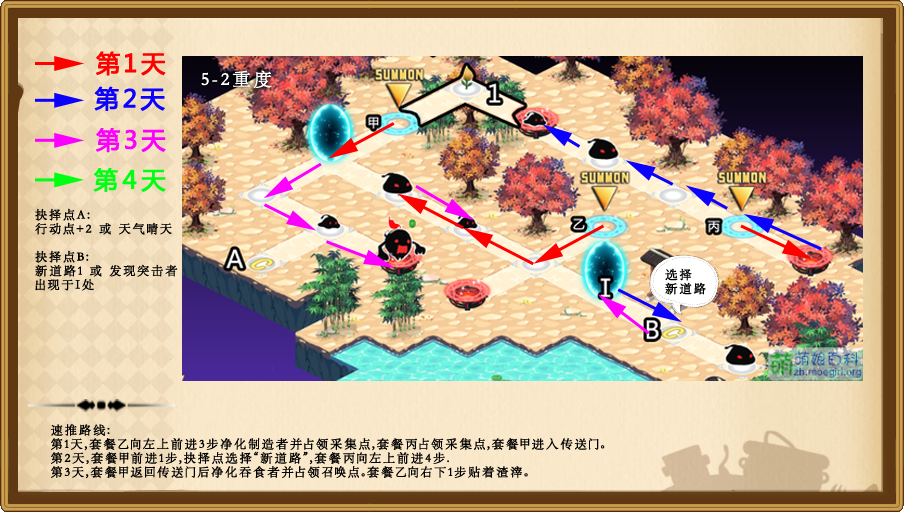 第1天
第2天
第3天
第4天
抉择点A:
行动点+2 或 天气晴天
抉择点B:
新道路1 或 发现突击者
出现于I处
5-2重度
SUMMON
1
甲
SUMMON
SUMMON
乙
丙
A
I
选择
新道路
B
萌娘百科
zh.moegirl.org
速推路线:
第1天,套餐乙向左上前进3步净化制造者并占领采集点,套餐丙占领采集点,套餐甲进入传送门。
第2天,套餐甲前进1步,抉择点选择“新道路”,套餐丙向左上前进4步.
第3天,套餐甲返回传送门后净化吞食者并占领召唤点。套餐乙向右下1步贴着渣滓。